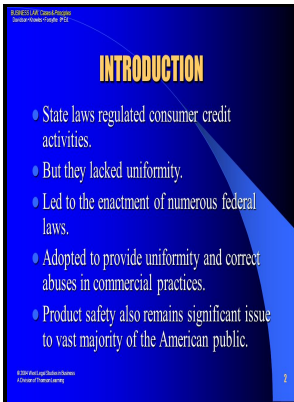 BUSINESS LAW: Cases & Principles
Davidson • Knowles • Forsythe 8th Ed.
INTRODUCTION
State laws regulated consumer credit
activities.
But they lacked uniformity.
Led to the enactment of numerous federal
laws.
Adopted to provide uniformity and correct
abuses in commercial practices.
Product safety also remains significant issue
to vast majority of the American public.
© 2004 West Legal Studies in Business
A Division of Thomson Learning
2